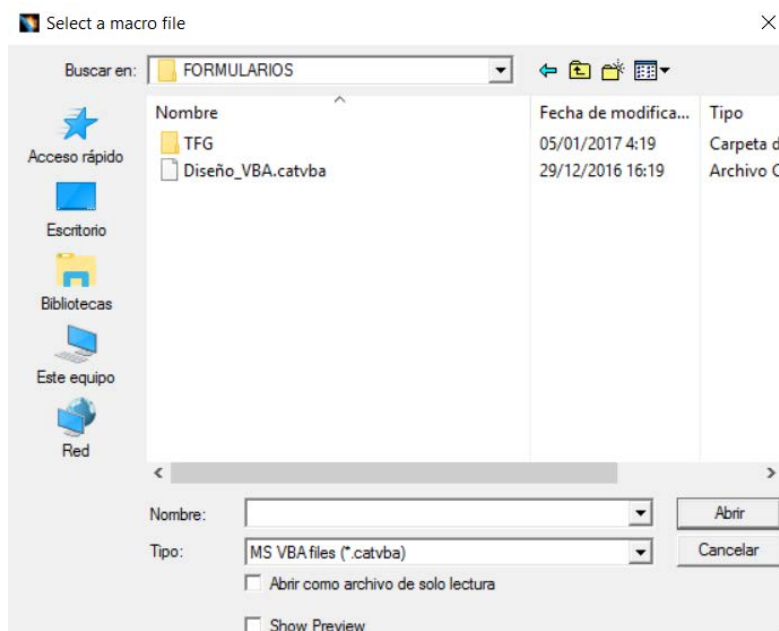 Select a macro file
Buscar en: FORMULARIOS
Nombre Fecha de modifica... Tipo
TFG 05/01/2017 4:19 Carpeta d
Diseño_VBA.catvba 29/12/2016 16:19 Archivo C
Acceso rápido
Escritorio
Bibliotecas
Este equipo
Red
Nombre: Abrir
Tipo: MS VBA files (*.catvba) Cancelar
Abrir como archivo de solo lectura
Show Preview